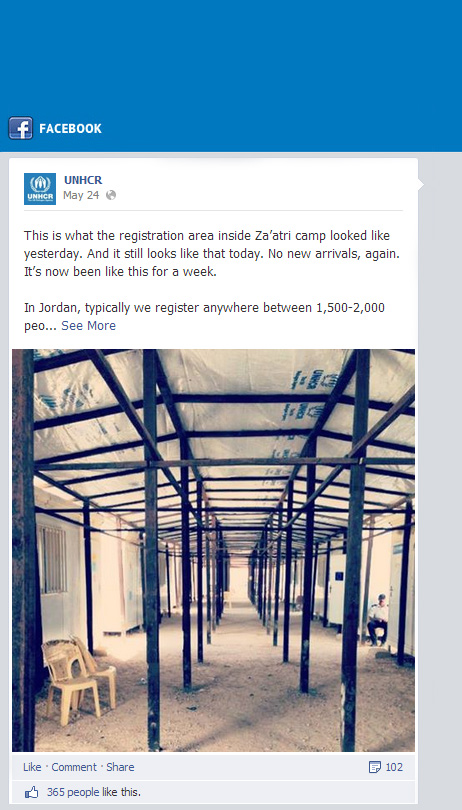 FACEBOOK
UNHCR
UNHCR
May 24
This is what the registration area inside Za’atri camp looked like
yesterday. And it still looks like that today. No new arrivals, again.
It’s now been like this for a week.
In Jordan, typically we register anywhere between 1,500-2,000
peo... See More
Like · Comment · Share
102
365 people like this.